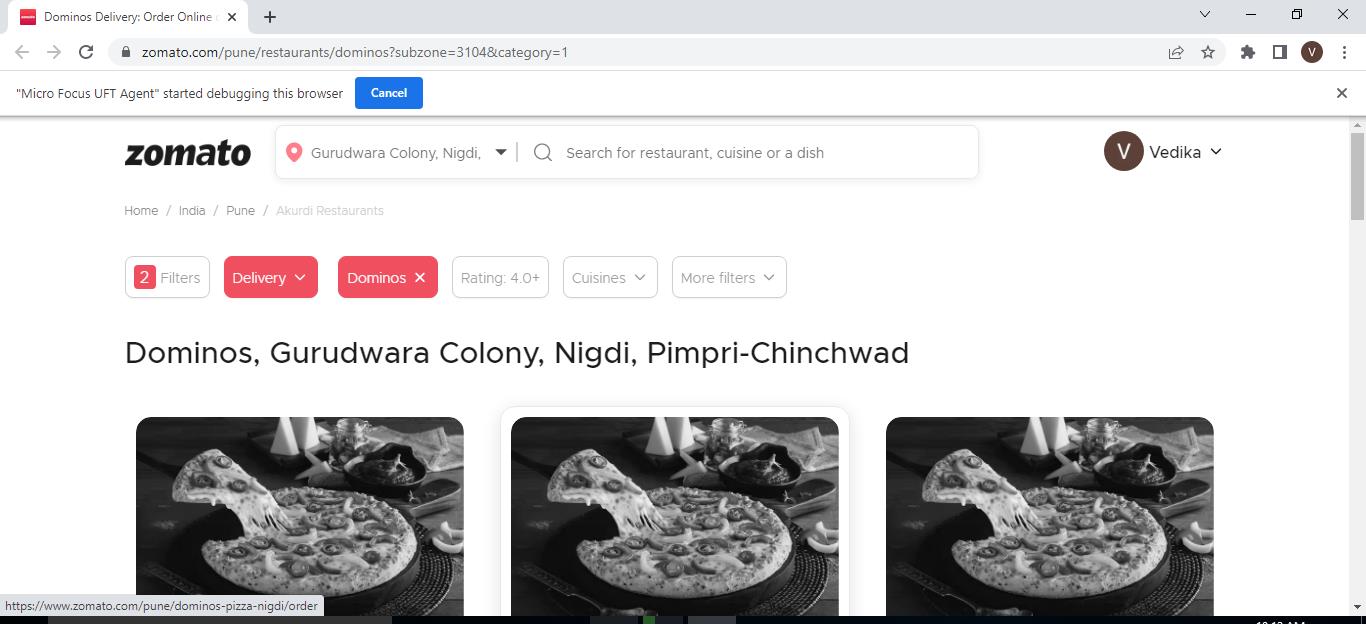 Dominos Delivery: Order Online
zomato.com/pune/restaurants/dominos?subzone=3104&category=1
V
"Micro Focus UFT Agent" started debugging this browser
Cancel
zomato
Gurudwara Colony, Nigdi,
Search for restaurant, cuisine or a dish
V
Vedika
Home / India / Pune / Akurdi Restaurants
2 Filters
Delivery
Dominos
Rating: 4.0+
Cuisines
More filters
Dominos, Gurudwara Colony, Nigdi, Pimpri-Chinchwad
https://www.zomato.com/pune/dominos-pizza-nigdi/order